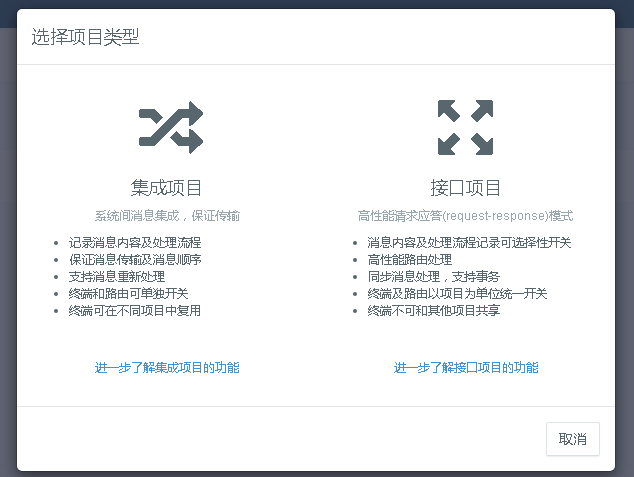 选择项目类型
集成项目
系统间消息集成，保证传输
记录消息内容及处理流程
保证消息传输及消息顺序
支持消息重新处理
终端和路由可单独开关
终端可在不同项目中复用
进一步了解集成项目的功能
接口项目
高性能请求应答(request-response)模式
消息内容及处理流程记录可选择性开关
高性能路由处理
同步消息处理，支持事务
终端及路由以项目为单位统一开关
终端不可和其他项目共享
进一步了解接口项目的功能
取消